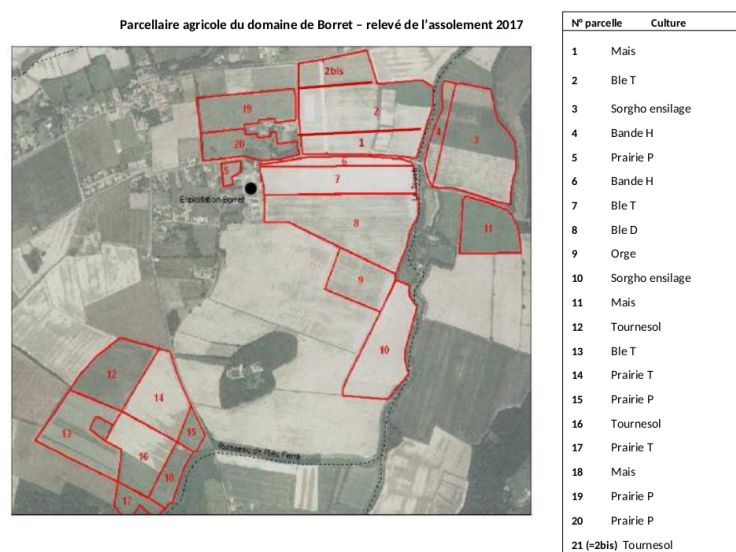 Parcellaire agricole du domaine de Borret – relevé de l’assolement 2017
2bis
19
2
4
3
20
1
6
5
7
Exploitation Borret
8
11
9
10
12
14
13
15
16
Ruisseau de Plèu Ferré
18
17
N° parcelle Culture
1 Mais
2 Ble T
3 Sorgho ensilage
4 Bande H
5 Prairie P
6 Bande H
7 Ble T
8 Ble D
9 Orge
10 Sorgho ensilage
11 Mais
12 Tournesol
13 Ble T
14 Prairie T
15 Prairie P
16 Tournesol
17 Prairie T
18 Mais
19 Prairie P
20 Prairie P
21 (=2bis) Tournesol